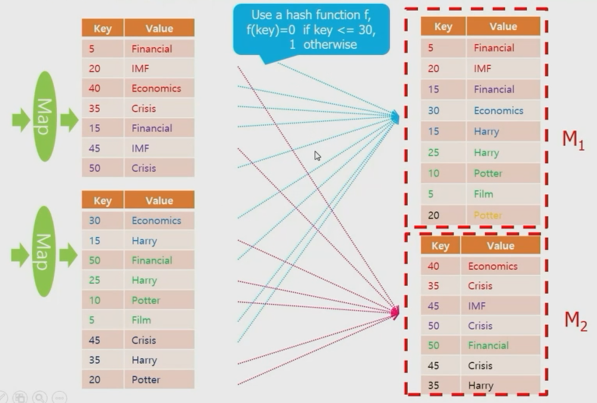 Key Value
5 Financial
20 IMF
40 Economics
35 Crisis
15 Financial
45 IMF
50 Crisis
Map
Key Value
30 Economics
15 Harry
50 Financial
25 Harry
10 Potter
5 Film
45 Crisis
35 Harry
20 Potter
Map
Use a hash function f,
f(key)=0 if key <= 30,
1 otherwise
Key Value
5 Financial
20 IMF
15 Financial
30 Economics
15 Harry
25 Harry
10 Potter
5 Film
20 Potter
M1
Key Value
40 Economics
35 Crisis
45 IMF
50 Crisis
50 Financial
45 Crisis
35 Harry
M2